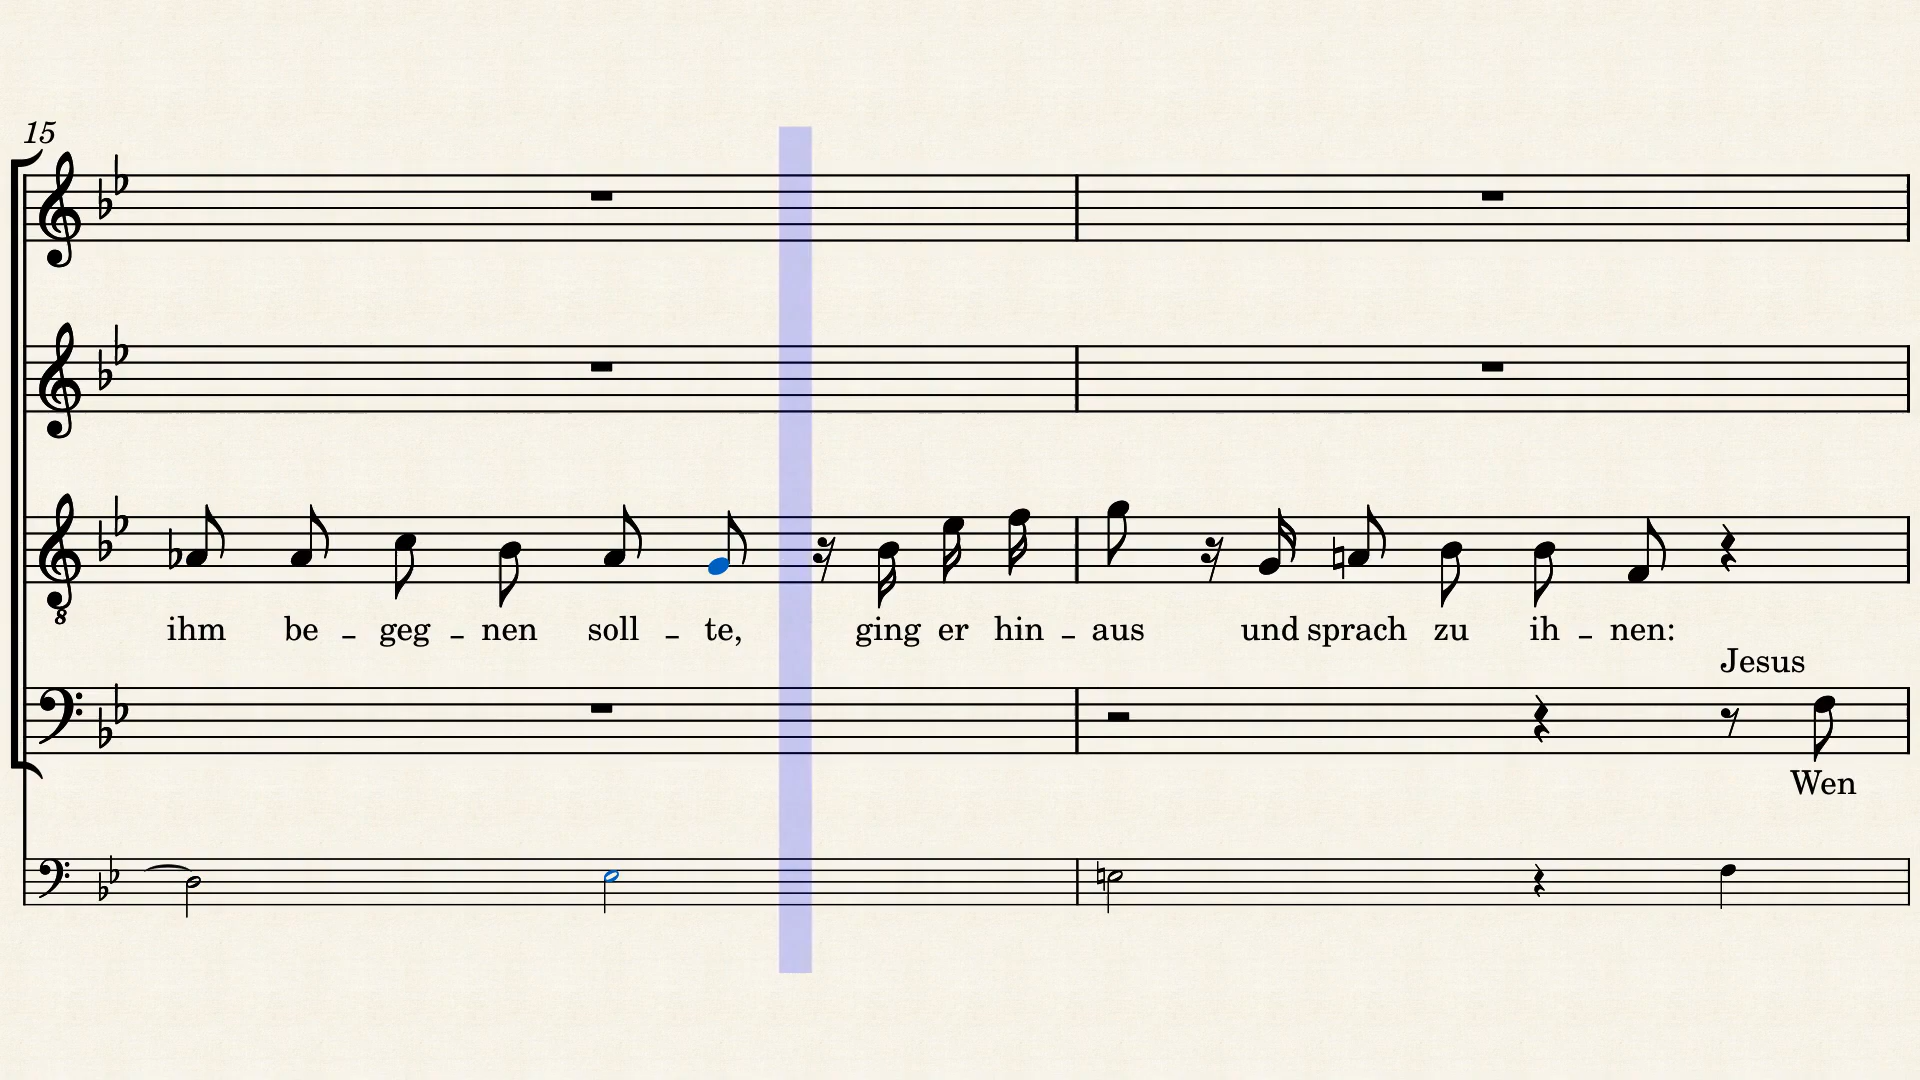 15
ihm be - geg - nen soll - te, ging er hin - aus und sprach zu ih - nen:
Jesus
Wen